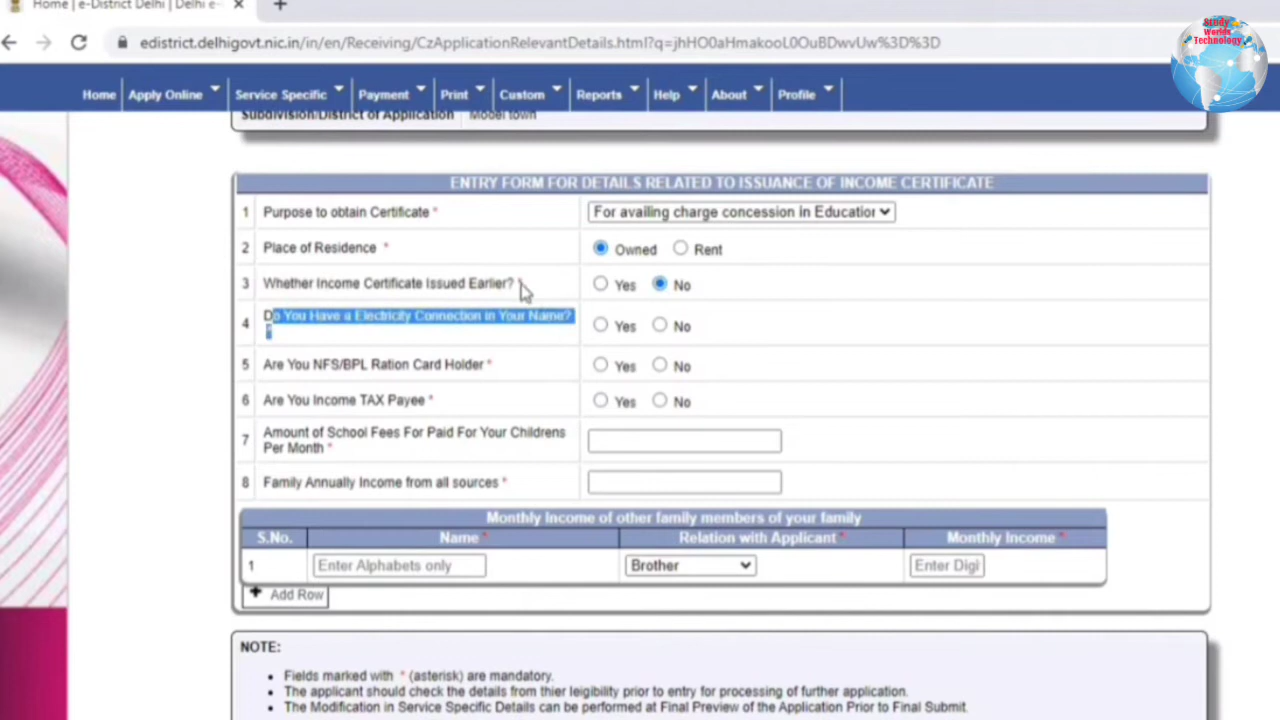 Home | e-District Delhi | Delhi e-
edistrict.delhigovt.nic.in/in/en/Receiving/CzApplicationRelevantDetails.html?q=jhHO0aHmakooL0OuBDwvUw%3D%3D
Study
Worlds
Technology
Home Apply Online Service Specific Payment Print Custom Reports Help About Profile
Subdivision/District of Application Model town
ENTRY FORM FOR DETAILS RELATED TO ISSUANCE OF INCOME CERTIFICATE
1 Purpose to obtain Certificate * For availing charge concession in Education
2 Place of Residence * Owned Rent
3 Whether Income Certificate Issued Earlier? * Yes No
4 Do You Have a Electricity Connection in Your Name? * Yes No
5 Are You NFS/BPL Ration Card Holder * Yes No
6 Are You Income TAX Payee * Yes No
7 Amount of School Fees For Paid For Your Childrens
Per Month *
8 Family Annually Income from all sources *
Monthly Income of other family members of your family
S.No. Name * Relation with Applicant * Monthly Income *
1 Enter Alphabets only Brother Enter Digi
+ Add Row
NOTE:
• Fields marked with * (asterisk) are mandatory.
• The applicant should check the details from thier leigibility prior to entry for processing of further application.
• The Modification in Service Specific Details can be performed at Final Preview of the Application Prior to Final Submit.